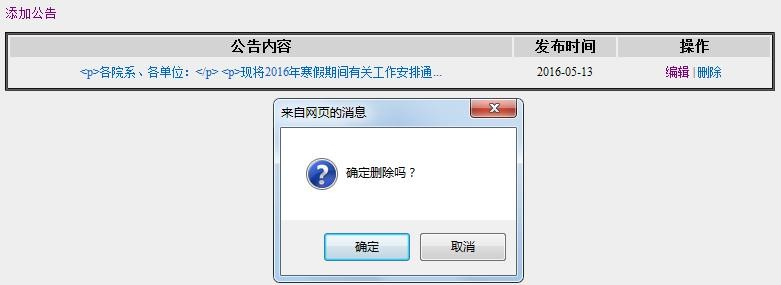 添加公告
公告内容 发布时间 操作
<p>各院系、各单位：</p> <p>现将2016年寒假期间有关工作安排通... 2016-05-13 编辑 | 删除
来自网页的消息
确定删除吗？
确定 取消